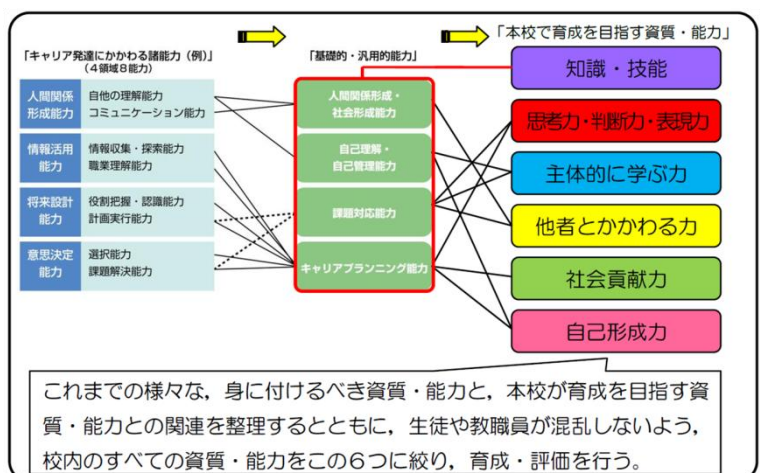 「キャリア発達にかかわる諸能力（例）」
（４領域８能力）
人間関係
形成能力
自他の理解能力
コミュニケーション能力
情報活用
能力
情報収集・探索能力
職業理解能力
将来設計
能力
役割把握・認識能力
計画実行能力
意思決定
能力
選択能力
課題解決能力
「基礎的・汎用的能力」
人間関係形成・
社会形成能力
自己理解・
自己管理能力
課題対応能力
キャリアプランニング能力
「本校で育成を目指す資質・能力」
知識・技能
思考力・判断力・表現力
主体的に学ぶ力
他者とかかわる力
社会貢献力
自己形成力
これまでの様々な，身に付けるべき資質・能力と，本校が育成を目指す資
質・能力との関連を整理するとともに，生徒や教職員が混乱しないよう，
校内のすべての資質・能力をこの６つに絞り，育成・評価を行う。